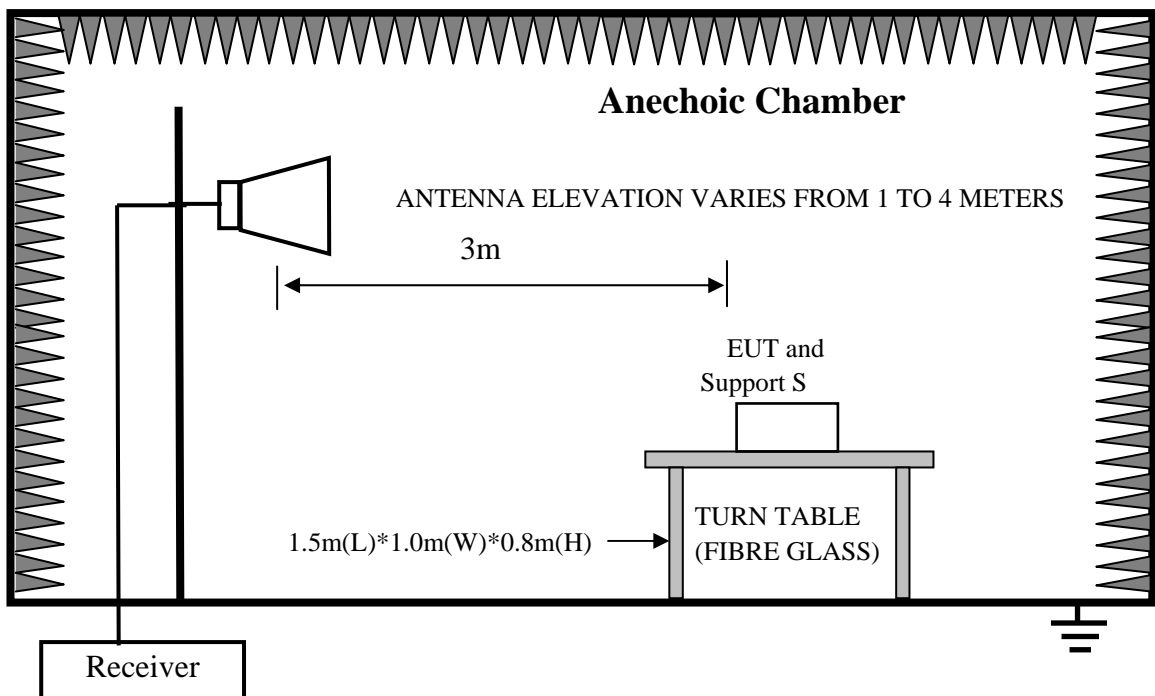 Anechoic Chamber
ANTENNA ELEVATION VARIES FROM 1 TO 4 METERS
3m
EUT and
Support S
1.5m(L)*1.0m(W)*0.8m(H)
TURN TABLE
(FIBRE GLASS)
Receiver